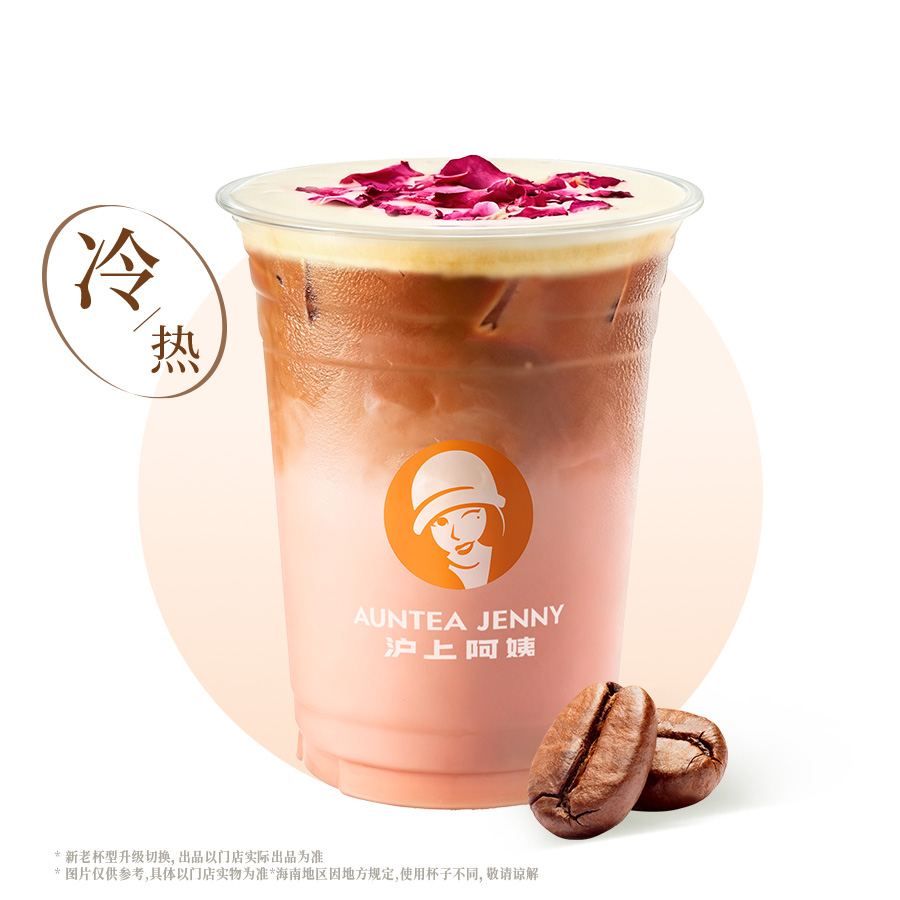 冷/热
AUNTEA JENNY
沪上阿姨
* 新老杯型升级切换, 出品以门店实际出品为准
* 图片仅供参考,具体以门店实物为准*海南地区因地方规定,使用杯子不同, 敬请谅解